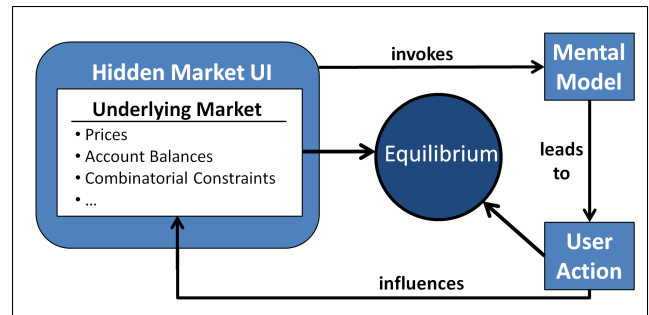 Hidden Market UI
Underlying Market
• Prices
• Account Balances
• Combinatorial Constraints
• ...
invokes
Mental
Model
Equilibrium
leads
to
User
Action
influences